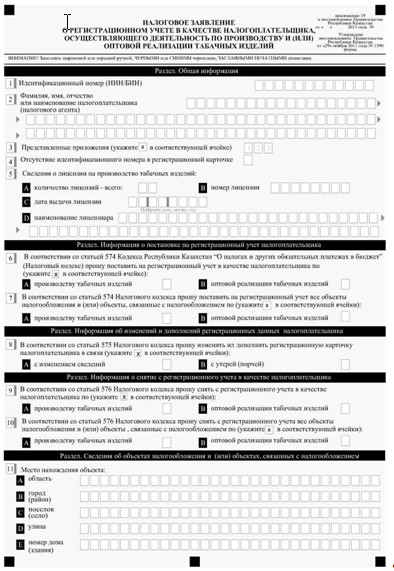 приложение 19
к постановлению Правительства
Республики Казахстан
НАЛОГОВОЕ ЗАЯВЛЕНИЕ
О РЕГИСТРАЦИОННОМ УЧЕТЕ В КАЧЕСТВЕ НАЛОГОПЛАТЕЛЬЩИКА,
ОСУЩЕСТВЛЯЮЩЕГО ДЕЯТЕЛЬНОСТЬ ПО ПРОИЗВОДСТВУ И (ИЛИ)
ОПТОВОЙ РЕАЛИЗАЦИИ ТАБАЧНЫХ ИЗДЕЛИЙ
Утверждена
постановлением Правительства
Республики Казахстан
форма
ВНИМАНИЕ! Заполнять шариковой или перьевой ручкой, ЧЕРНЫМИ или СИНИМИ чернилами, ЗАГЛАВНЫМИ ПЕЧАТНЫМИ символами.
Раздел. Общая информация
1 Идентификационный номер (ИИН/БИН)
2 Фамилия, имя, отчество
или наименование налогоплательщика
(налогового агента)
3 Представленные приложения (укажите x в соответствующей ячейке) 1 2 3
4 Отсутствие идентификационного номера в регистрационной карточке
5 Сведения о лицензии на производство табачных изделий:
A количество лицензий - всего: B номер лицензии
C дата выдачи лицензии
D наименование лицензиара
Раздел. Информация о постановке на регистрационный учет налогоплательщика
6 В соответствии со статьей 574 Кодекса Республики Казахстан “О налогах и других обязательных платежах в бюджет”
(Налоговый кодекс) прошу поставить на регистрационный учет в качестве налогоплательщика по
(укажите x в соответствующей ячейке):
A производству табачных изделий B оптовой реализации табачных изделий
7 В соответствии со статьей 574 Налогового кодекса прошу поставить на регистрационный учет все объекты
налогообложения и (или) объекты, связанные с налогообложением по (укажите x в соответствующей ячейке):
A производству табачных изделий B оптовой реализации табачных изделий
Раздел. Информация об изменений и дополнений регистрационных данных налогоплательщика
8 В соответствии со статьей 575 Налогового кодекса прошу изменить и дополнить регистрационную карточку
налогоплательщика в связи (укажите x в соответствующей ячейке):
A с изменением сведений B с утерей (порчей)
Раздел. Информация о снятие с регистрационного учета в качестве налогоплательщика
9 В соответствии со статьей 576 Налогового кодекса прошу снять с регистрационного учета в качестве
налогоплательщика по (укажите x в соответствующей ячейке):
A производству табачных изделий B оптовой реализации табачных изделий
10 В соответствии со статьей 576 Налогового кодекса прошу снять с регистрационного учета все объекты
налогообложения и (или) объекты , связанные с налогообложением по (укажите x в соответствующей ячейке):
A производству табачных изделий B оптовой реализации табачных изделий
Раздел. Сведения об объектах налогообложения и (или) объектах, связанных с налогообложением
11 Место нахождения объекта:
A область
B город
(район)
C поселок
(село)
D улица
E номер дома
(здания)